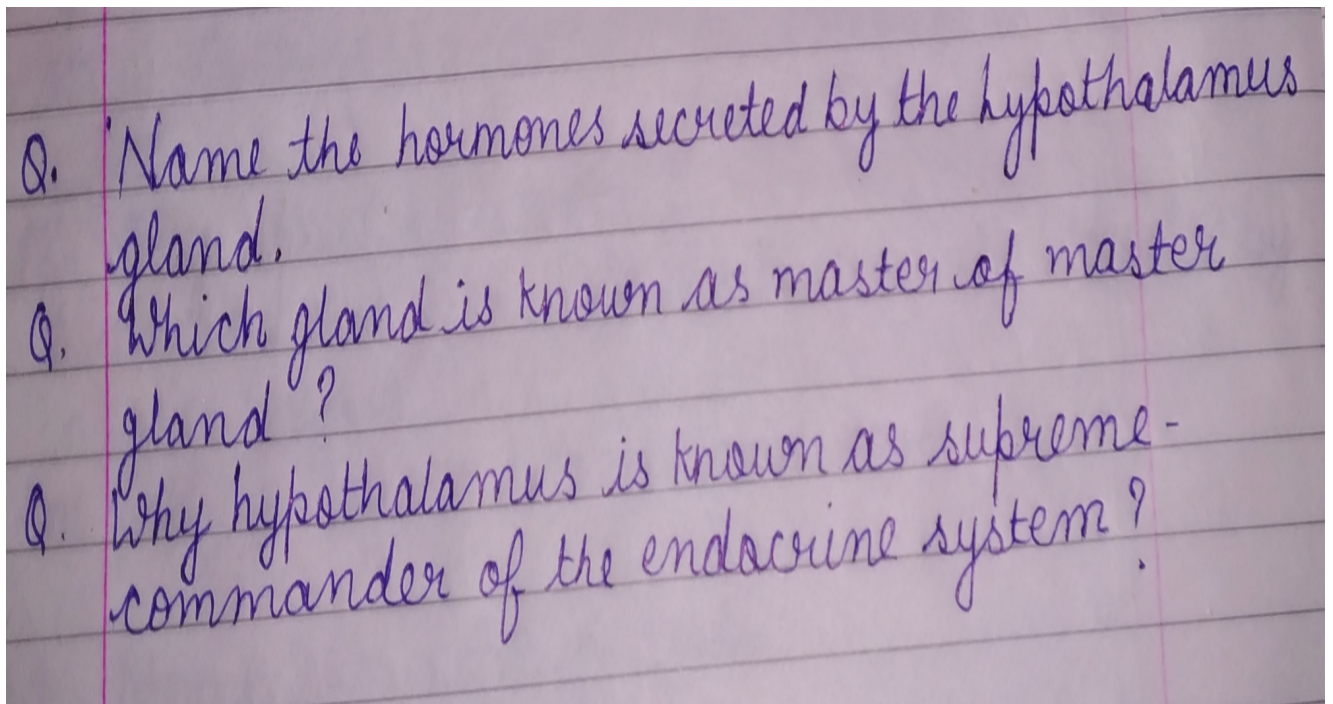 Q. Name the hormones secreted by the hypothalamus
gland.
Q. Which gland is known as master of master
gland ?
Q. Why hypothalamus is known as supreme-
commander of the endocrine system ?